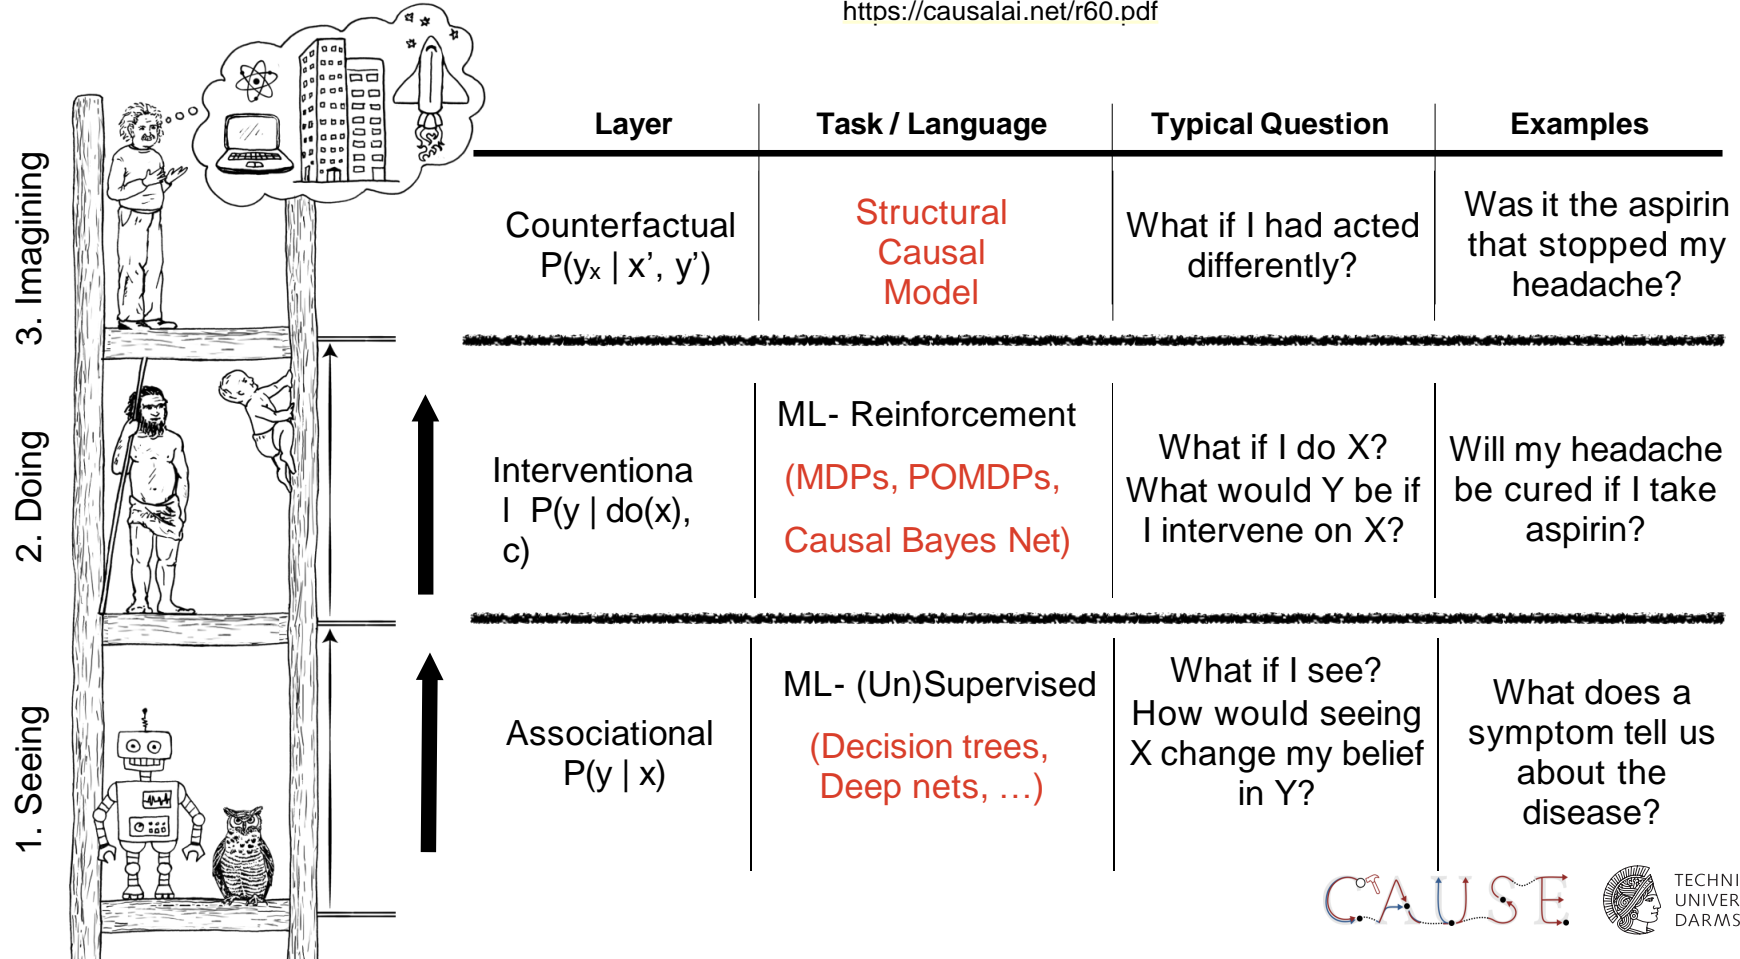 https://causalai.net/r60.pdf
Layer
Task / Language
Typical Question
Examples
3. Imagining
Counterfactual
P(yₓ | x’, y’)
Structural
Causal
Model
What if I had acted
differently?
Was it the aspirin
that stopped my
headache?
2. Doing
Interventiona
l P(y | do(x),
c)
ML- Reinforcement
(MDPs, POMDPs,
Causal Bayes Net)
What if I do X?
What would Y be if
I intervene on X?
Will my headache
be cured if I take
aspirin?
1. Seeing
Associational
P(y | x)
ML- (Un)Supervised
(Decision trees,
Deep nets, …)
What if I see?
How would seeing
X change my belief
in Y?
What does a
symptom tell us
about the
disease?
CAUSE
TECHNI
UNIVER
DARMS